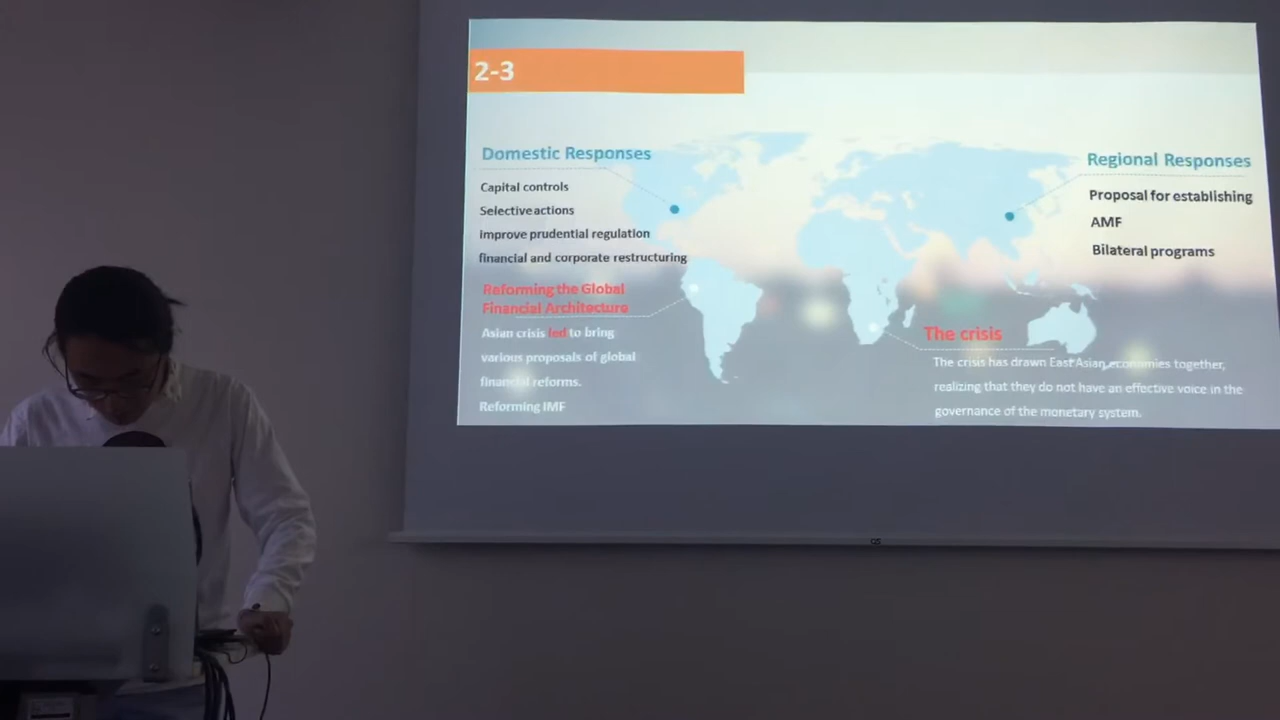 2-3
Domestic Responses
Capital controls
Selective actions
improve prudential regulation
financial and corporate restructuring
Reforming the Global
Financial Architecture
Asian crisis led to bring
various proposals of global
financial reforms.
Reforming IMF
Regional Responses
Proposal for establishing
AMF
Bilateral programs
The crisis
The crisis has drawn East Asian economies together,
realizing that they do not have an effective voice in the
governance of the monetary system.